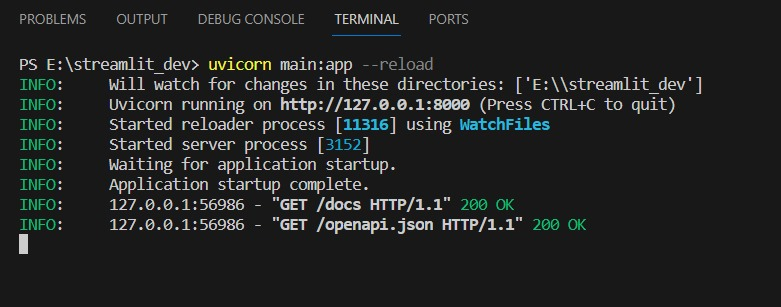 PROBLEMS OUTPUT DEBUG CONSOLE TERMINAL PORTS
PS E:\streamlit_dev> uvicorn main:app --reload
INFO: Will watch for changes in these directories: ['E:\\streamlit_dev']
INFO: Uvicorn running on http://127.0.0.1:8000 (Press CTRL+C to quit)
INFO: Started reloader process [11316] using WatchFiles
INFO: Started server process [3152]
INFO: Waiting for application startup.
INFO: Application startup complete.
INFO: 127.0.0.1:56986 - "GET /docs HTTP/1.1" 200 OK
INFO: 127.0.0.1:56986 - "GET /openapi.json HTTP/1.1" 200 OK